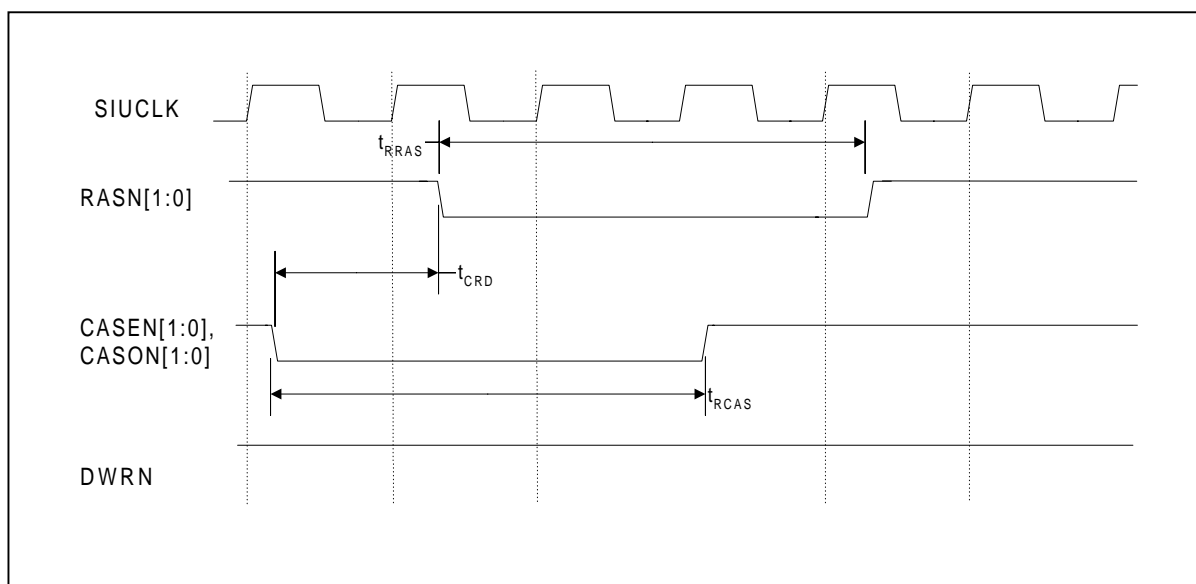 SIUCLK
tRRAS
RASN[1:0]
tCRD
CASEN[1:0],
CASON[1:0]
tRCAS
DWRN